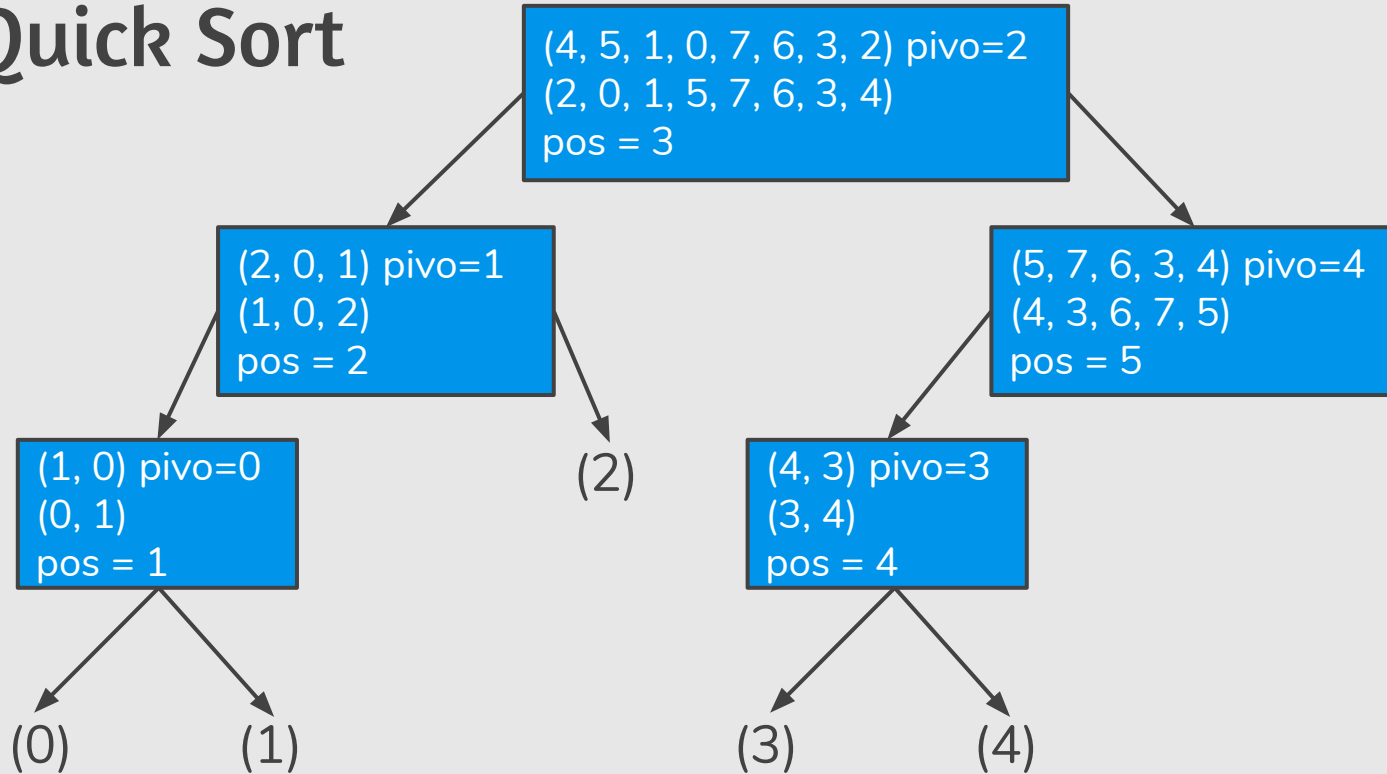 Quick Sort
(4, 5, 1, 0, 7, 6, 3, 2) pivo=2
(2, 0, 1, 5, 7, 6, 3, 4)
pos = 3
(2, 0, 1) pivo=1
(1, 0, 2)
pos = 2
(5, 7, 6, 3, 4) pivo=4
(4, 3, 6, 7, 5)
pos = 5
(1, 0) pivo=0
(0, 1)
pos = 1
(2)
(4, 3) pivo=3
(3, 4)
pos = 4
(0)
(1)
(3)
(4)